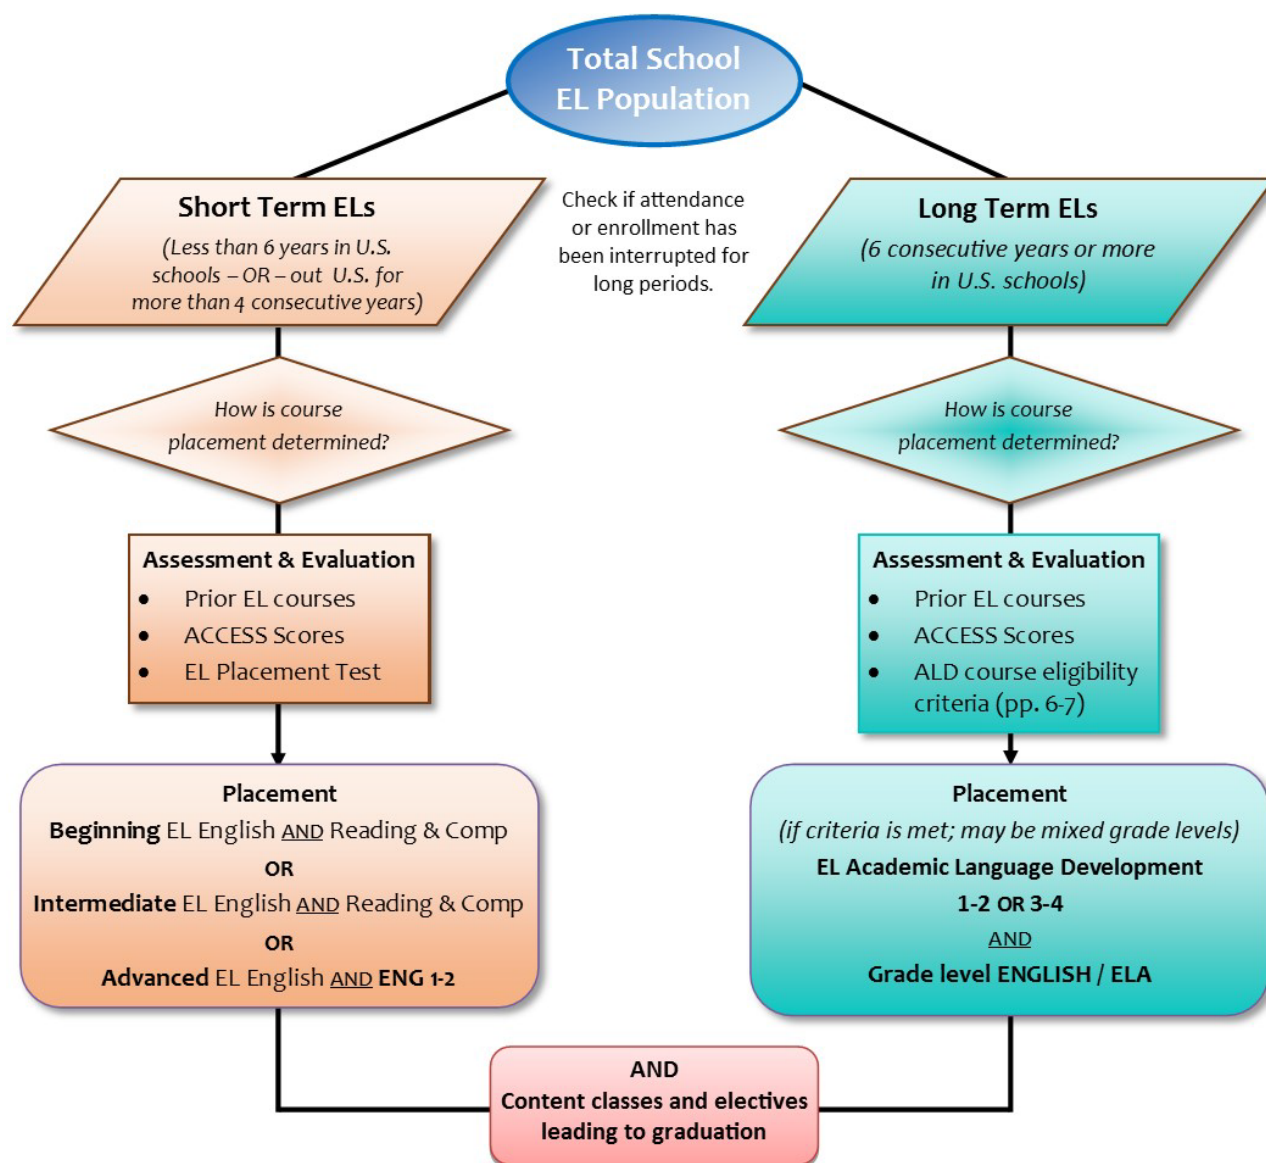 Total School
EL Population
Short Term ELs
(Less than 6 years in U.S.
schools – OR – out  U.S. for
more than 4 consecutive years)
Check if attendance
or enrollment has
been interrupted for
long periods.
Long Term ELs
(6 consecutive years or more
in U.S. schools)
How is course
placement determined?
How is course
placement determined?
Assessment & Evaluation
• Prior EL courses
• ACCESS Scores
• EL Placement Test
Assessment & Evaluation
• Prior EL courses
• ACCESS Scores
• ALD course eligibility
criteria (pp. 6-7)
Placement
Beginning EL English AND Reading & Comp
OR
Intermediate EL English AND Reading & Comp
OR
Advanced EL English AND ENG 1-2
Placement
(if criteria is met; may be mixed grade levels)
EL Academic Language Development
1-2 OR 3-4
AND
Grade level ENGLISH / ELA
AND
Content classes and electives
leading to graduation